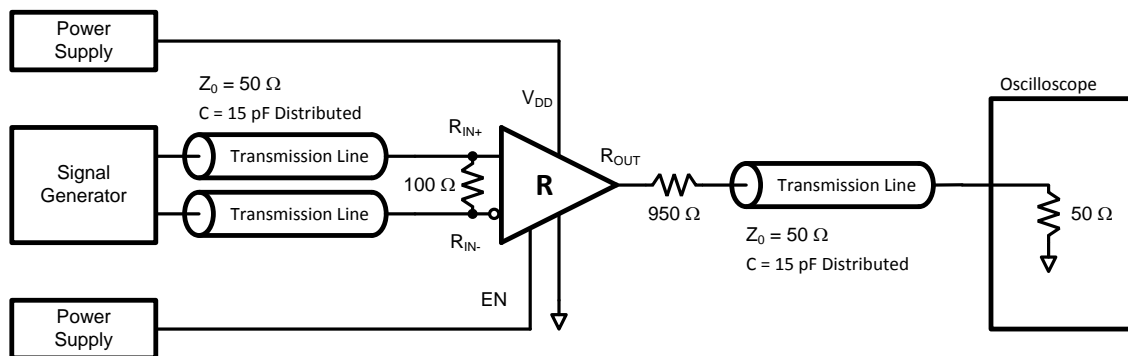 Power
Supply
Z0 = 50 Ω
C = 15 pF Distributed
Signal
Generator
Transmission Line
Transmission Line
100 Ω
RIN+
RIN-
VDD
R
EN
Power
Supply
ROUT
950 Ω
Transmission Line
Z0 = 50 Ω
C = 15 pF Distributed
Oscilloscope
50 Ω